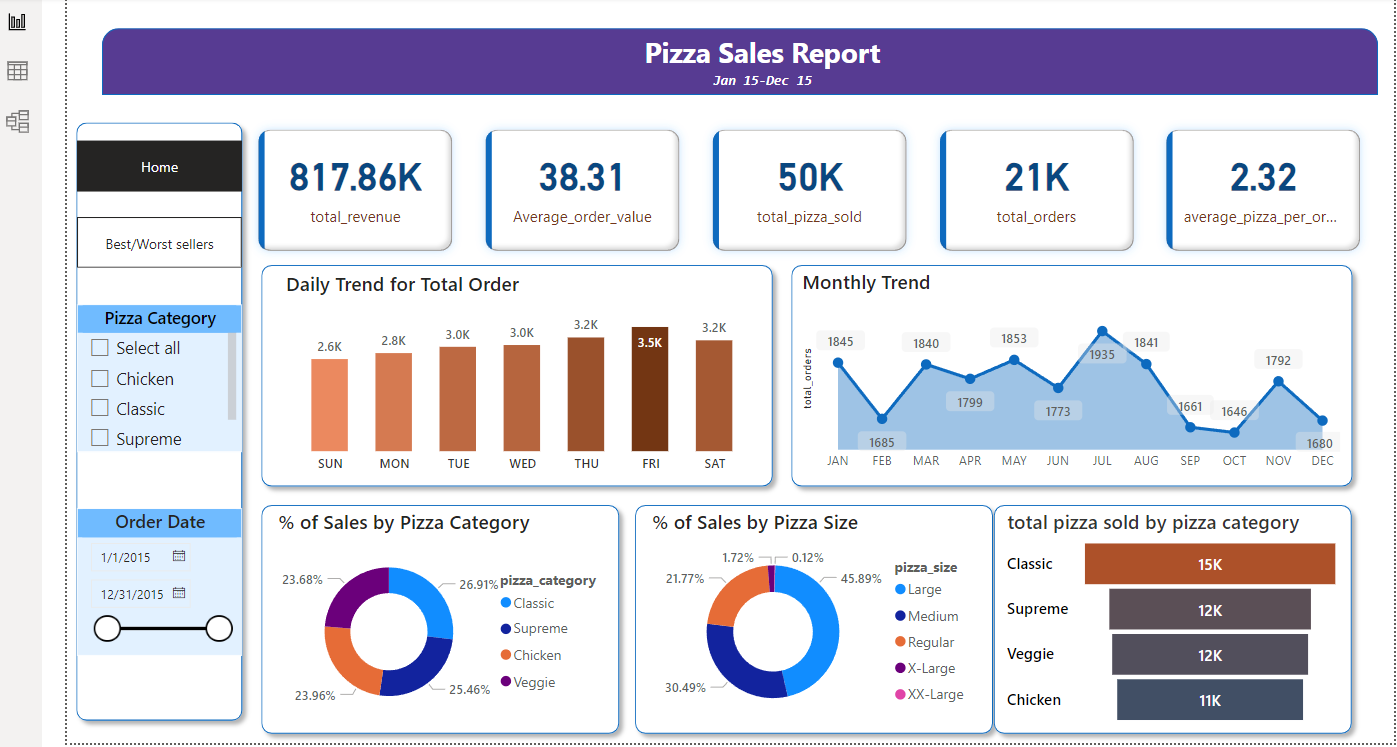 Pizza Sales Report
Jan 15-Dec 15
Home
Best/Worst sellers
Pizza Category
Select all
Chicken
Classic
Supreme
Order Date
1/1/2015
12/31/2015
817.86K
total_revenue
38.31
Average_order_value
50K
total_pizza_sold
21K
total_orders
2.32
average_pizza_per_or...
Daily Trend for Total Order
2.6K
2.8K
3.0K
3.0K
3.2K
3.5K
3.2K
SUN MON TUE WED THU FRI SAT
Monthly Trend
total_orders
1845
1685
1840
1799
1853
1773
1935
1841
1661
1646
1792
1680
JAN FEB MAR APR MAY JUN JUL AUG SEP OCT NOV DEC
% of Sales by Pizza Category
23.68%
26.91%
23.96%
25.46%
pizza_category
Classic
Supreme
Chicken
Veggie
% of Sales by Pizza Size
1.72%
0.12%
21.77%
45.89%
30.49%
pizza_size
Large
Medium
Regular
X-Large
XX-Large
total pizza sold by pizza category
Classic 15K
Supreme 12K
Veggie 12K
Chicken 11K